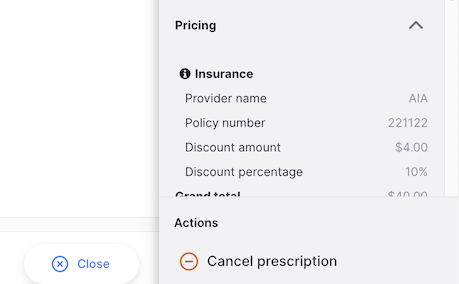 Pricing
Insurance
Provider name AIA
Policy number 221122
Discount amount $4.00
Discount percentage 10%
Grand total $40.00
Actions
Close
Cancel prescription